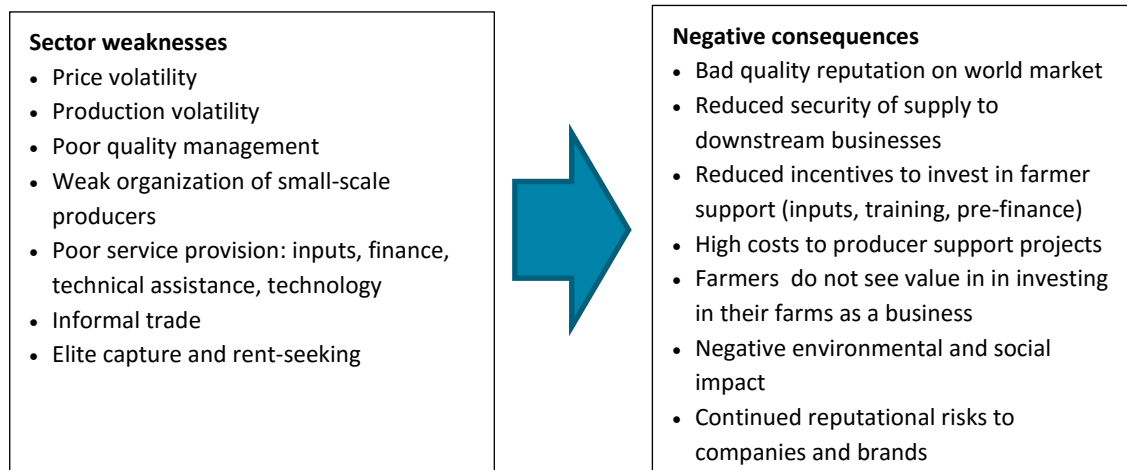 Sector weaknesses
• Price volatility
• Production volatility
• Poor quality management
• Weak organization of small-scale
producers
• Poor service provision: inputs, finance,
technical assistance, technology
• Informal trade
• Elite capture and rent-seeking
Negative consequences
• Bad quality reputation on world market
• Reduced security of supply to
downstream businesses
• Reduced incentives to invest in farmer
support (inputs, training, pre-finance)
• High costs to producer support projects
• Farmers  do not see value in in investing
in their farms as a business
• Negative environmental and social
impact
• Continued reputational risks to
companies and brands